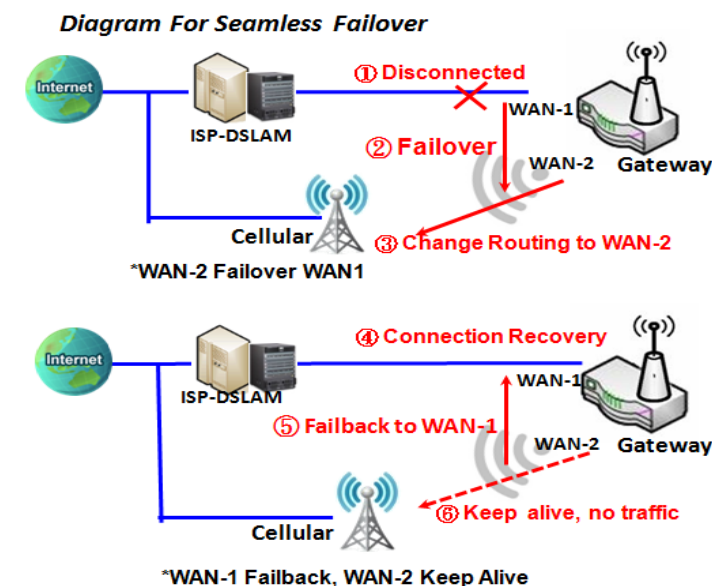 Diagram For Seamless Failover
Internet
① Disconnected
ISP-DSLAM
WAN-1
② Failover
WAN-2
Gateway
Cellular
③ Change Routing to WAN-2
*WAN-2 Failover WAN1
④ Connection Recovery
Internet
ISP-DSLAM
WAN-1
⑤ Failback to WAN-1
WAN-2
Gateway
⑥ Keep alive, no traffic
Cellular
*WAN-1 Failback, WAN-2 Keep Alive